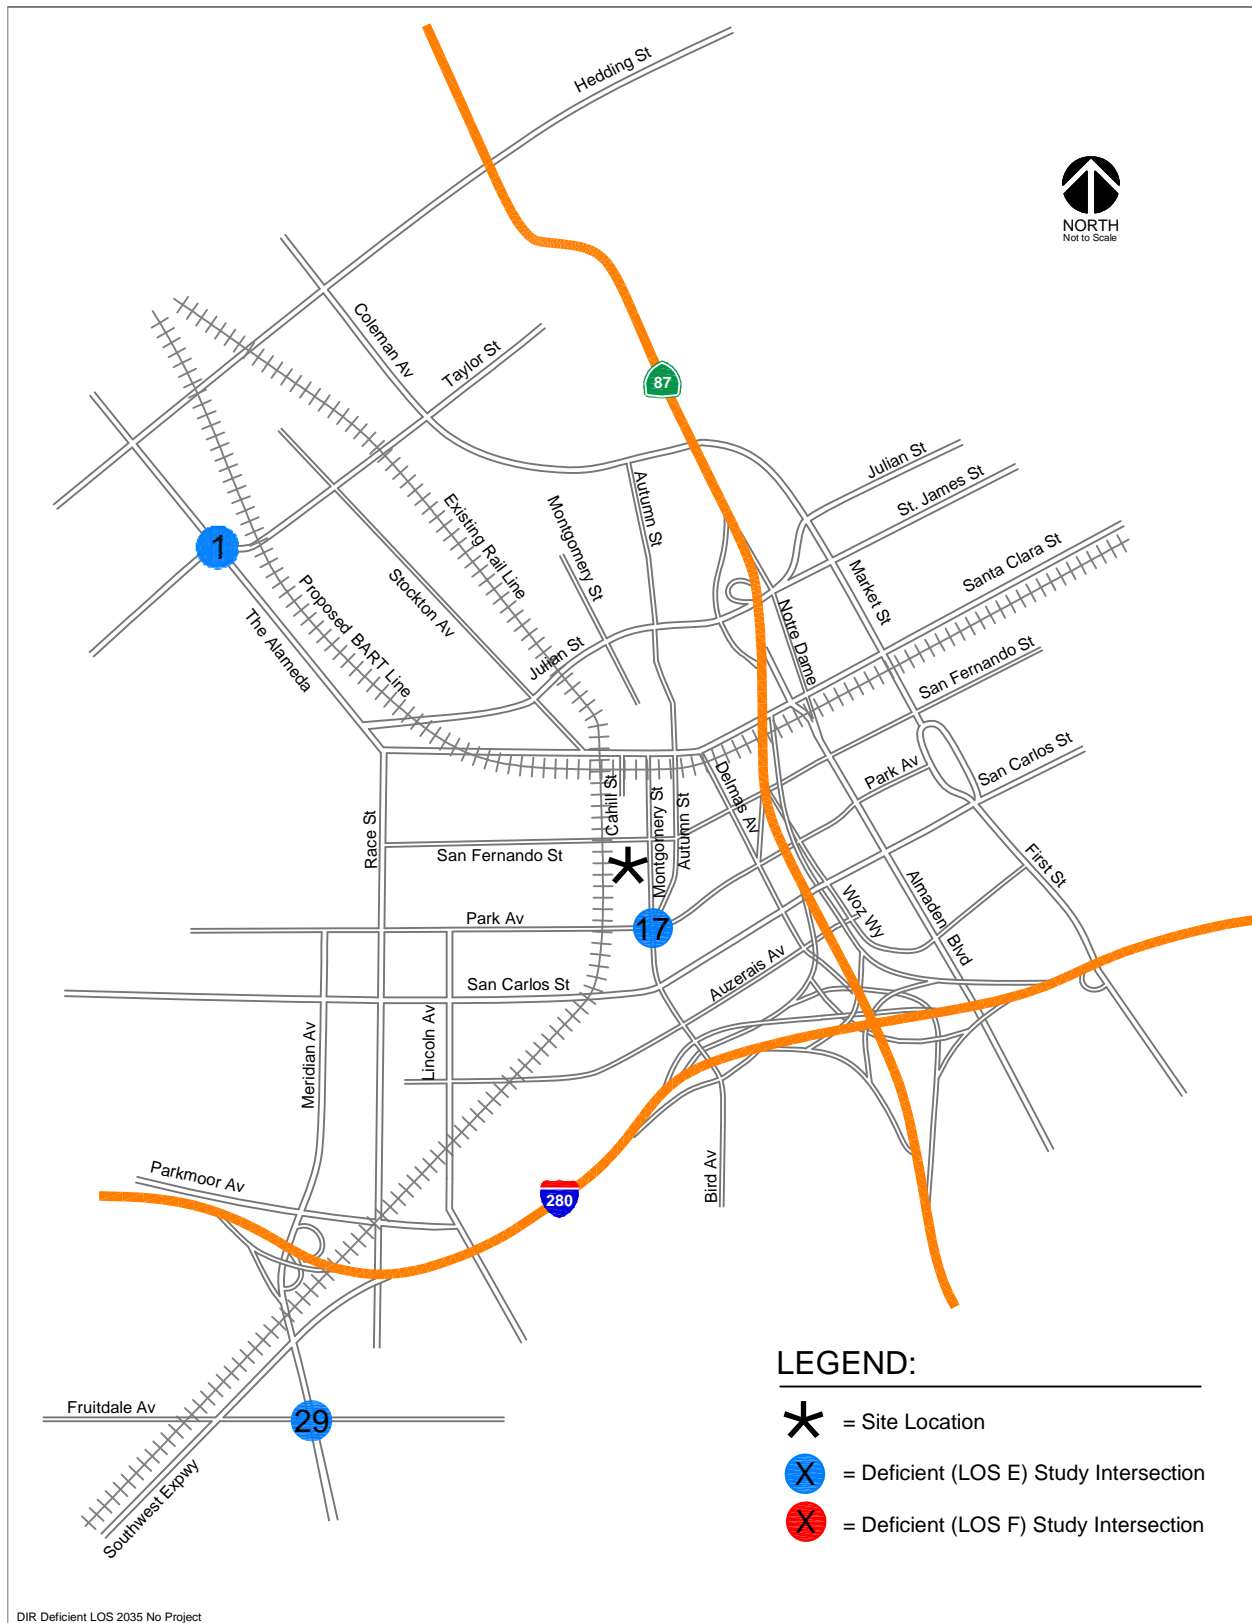 Hedding St
NORTH
Not to Scale
Coleman Av
Taylor St
87
Julian St
St. James St
Autumn St
Montgomery St
Existing Rail Line
Santa Clara St
Market St
1
Stockton Av
Proposed BART Line
The Alameda
Notre Dame
San Fernando St
Julian St
San Carlos St
Park Av
Delmas Av
Cahill St
Montgomery St
Autumn St
Race St
San Fernando St
First St
Almaden Blvd
Woz Wy
Park Av
17
San Carlos St
Auzerais Av
Meridian Av
Lincoln Av
Bird Av
Parkmoor Av
280
Fruitdale Av
29
Southwest Expwy
LEGEND:
= Site Location
X = Deficient (LOS E) Study Intersection
X = Deficient (LOS F) Study Intersection
DIR Deficient LOS 2035 No Project